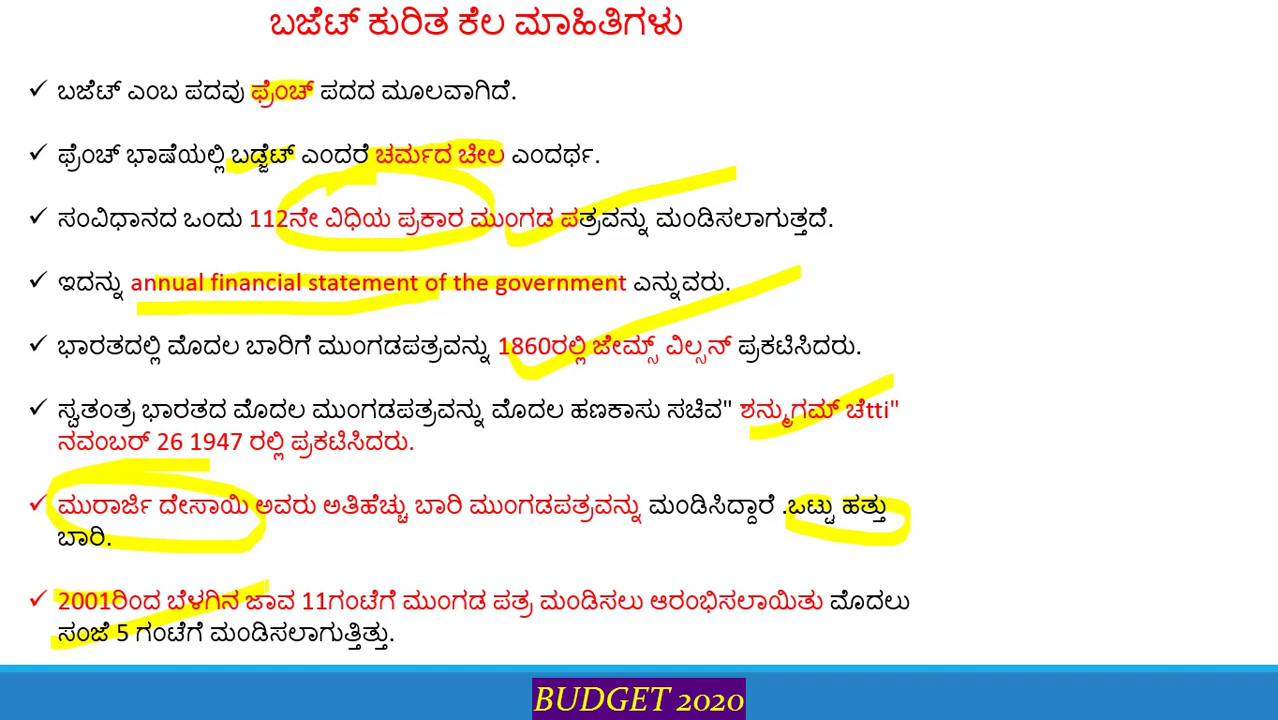 ಬಜೆಟ್ ಕುರಿತ ಕೆಲ ಮಾಹಿತಿಗಳು
✓ ಬಜೆಟ್ ಎಂಬ ಪದವು ಫ್ರೆಂಚ್ ಪದದ ಮೂಲವಾಗಿದೆ.
✓ ಫ್ರೆಂಚ್ ಭಾಷೆಯಲ್ಲಿ ಬಡ್ಜೆಟ್ ಎಂದರೆ ಚರ್ಮದ ಚೀಲ ಎಂದರ್ಥ.
✓ ಸಂವಿಧಾನದ ಒಂದು 112ನೇ ವಿಧಿಯ ಪ್ರಕಾರ ಮುಂಗಡ ಪತ್ರವನ್ನು ಮಂಡಿಸಲಾಗುತ್ತದೆ.
✓ ಇದನ್ನು annual financial statement of the government ಎನ್ನುವರು.
✓ ಭಾರತದಲ್ಲಿ ಮೊದಲ ಬಾರಿಗೆ ಮುಂಗಡಪತ್ರವನ್ನು 1860ರಲ್ಲಿ ಜೇಮ್ಸ್ ವಿಲ್ಸನ್ ಪ್ರಕಟಿಸಿದರು.
✓ ಸ್ವತಂತ್ರ ಭಾರತದ ಮೊದಲ ಮುಂಗಡಪತ್ರವನ್ನು ಮೊದಲ ಹಣಕಾಸು ಸಚಿವ" ಶನ್ಮುಗಮ್ ಚೆtti"
ನವಂಬರ್ 26 1947 ರಲ್ಲಿ ಪ್ರಕಟಿಸಿದರು.
✓ ಮುರಾರ್ಜಿ ದೇಸಾಯಿ ಅವರು ಅತಿಹೆಚ್ಚು ಬಾರಿ ಮುಂಗಡಪತ್ರವನ್ನು ಮಂಡಿಸಿದ್ದಾರೆ .ಒಟ್ಟು ಹತ್ತು
ಬಾರಿ.
✓ 2001ರಿಂದ ಬೆಳಗಿನ ಜಾವ 11ಗಂಟೆಗೆ ಮುಂಗಡ ಪತ್ರ ಮಂಡಿಸಲು ಆರಂಭಿಸಲಾಯಿತು ಮೊದಲು
ಸಂಜೆ 5 ಗಂಟೆಗೆ ಮಂಡಿಸಲಾಗುತ್ತಿತ್ತು.
BUDGET 2020